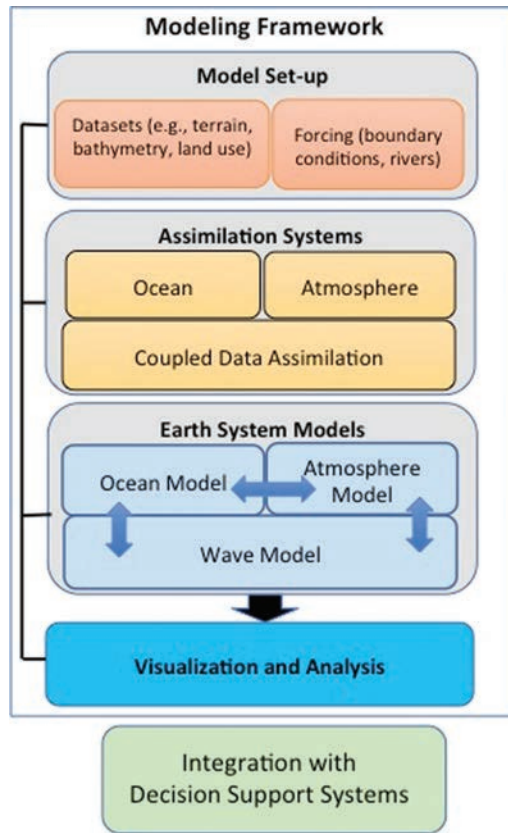 Modeling Framework
Model Set-up
Datasets (e.g., terrain,
bathymetry, land use)
Forcing (boundary
conditions, rivers)
Assimilation Systems
Ocean
Atmosphere
Coupled Data Assimilation
Earth System Models
Ocean Model
Atmosphere
Model
Wave Model
Visualization and Analysis
Integration with
Decision Support Systems